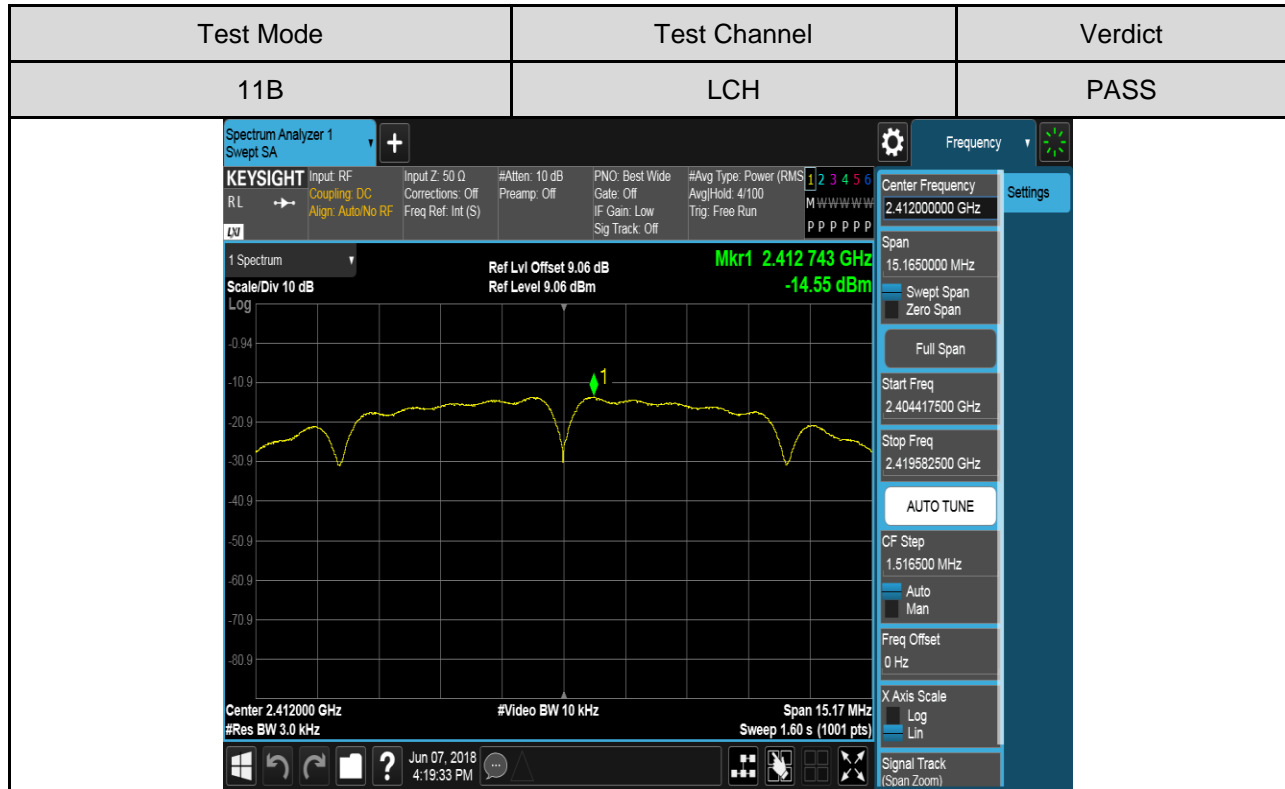 Test Mode Test Channel Verdict
11B LCH PASS
Spectrum Analyzer 1
Swept SA
+
Frequency
KEYSIGHT Input: RF Input Z: 50 Ω #Atten: 10 dB PNO: Best Wide #Avg Type: Power (RMS 1 2 3 4 5 6
R L Coupling: DC Corrections: Off Preamp: Off Gate: Off Avg|Hold: 4/100 M W W W W W
Align: Auto/No RF Freq Ref: Int (S) IF Gain: Low Trig: Free Run
LXI Sig Track: Off P P P P P P
1 Spectrum
Ref Lvl Offset 9.06 dB Mkr1 2.412 743 GHz
Scale/Div 10 dB Ref Level 9.06 dBm -14.55 dBm
Log
-0.94
-10.9
1
-20.9
-30.9
-40.9
-50.9
-60.9
-70.9
-80.9
Center 2.412000 GHz #Video BW 10 kHz Span 15.17 MHz
#Res BW 3.0 kHz Sweep 1.60 s (1001 pts)
Center Frequency
2.412000000 GHz
Settings
Span
15.1650000 MHz
Swept Span
Zero Span
Full Span
Start Freq
2.404417500 GHz
Stop Freq
2.419582500 GHz
AUTO TUNE
CF Step
1.516500 MHz
Auto
Man
Freq Offset
0 Hz
X Axis Scale
Log
Lin
Signal Track
(Span Zoom)
?
Jun 07, 2018
4:19:33 PM